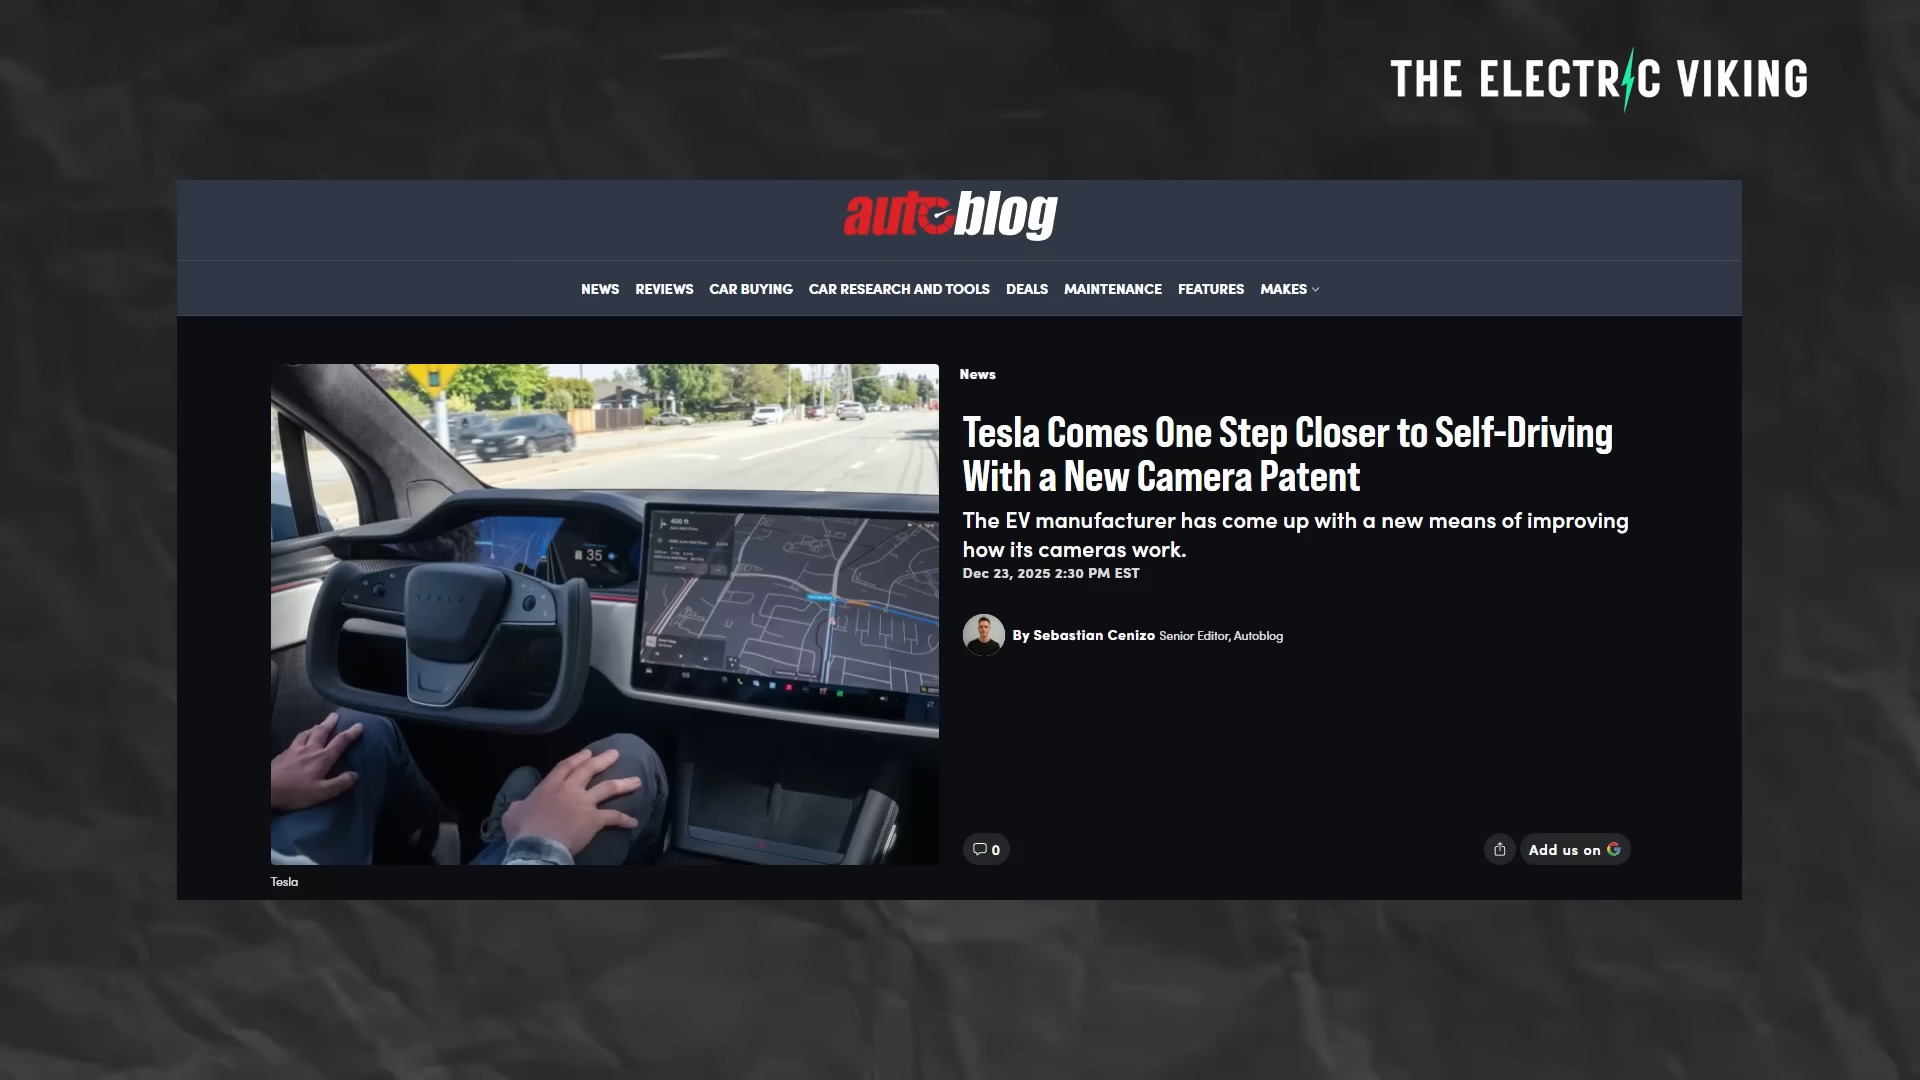 THE ELECTRIC VIKING
autoblog
NEWS REVIEWS CAR BUYING CAR RESEARCH AND TOOLS DEALS MAINTENANCE FEATURES MAKES
News
Tesla Comes One Step Closer to Self-Driving
With a New Camera Patent
The EV manufacturer has come up with a new means of improving
how its cameras work.
Dec 23, 2025 2:30 PM EST
By Sebastian Cenizo Senior Editor, Autoblog
400 ft
35
TESLA
0
Add us on
Tesla